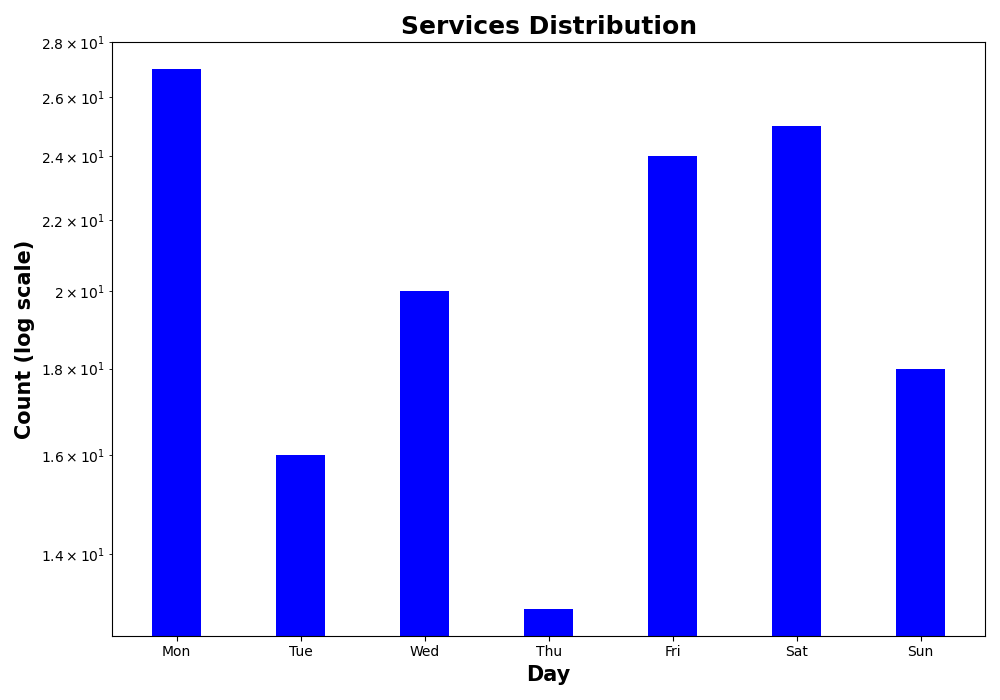 Services Distribution
Count (log scale)
2.8 × 10¹
2.6 × 10¹
2.4 × 10¹
2.2 × 10¹
2 × 10¹
1.8 × 10¹
1.6 × 10¹
1.4 × 10¹
Mon Tue Wed Thu Fri Sat Sun
Day